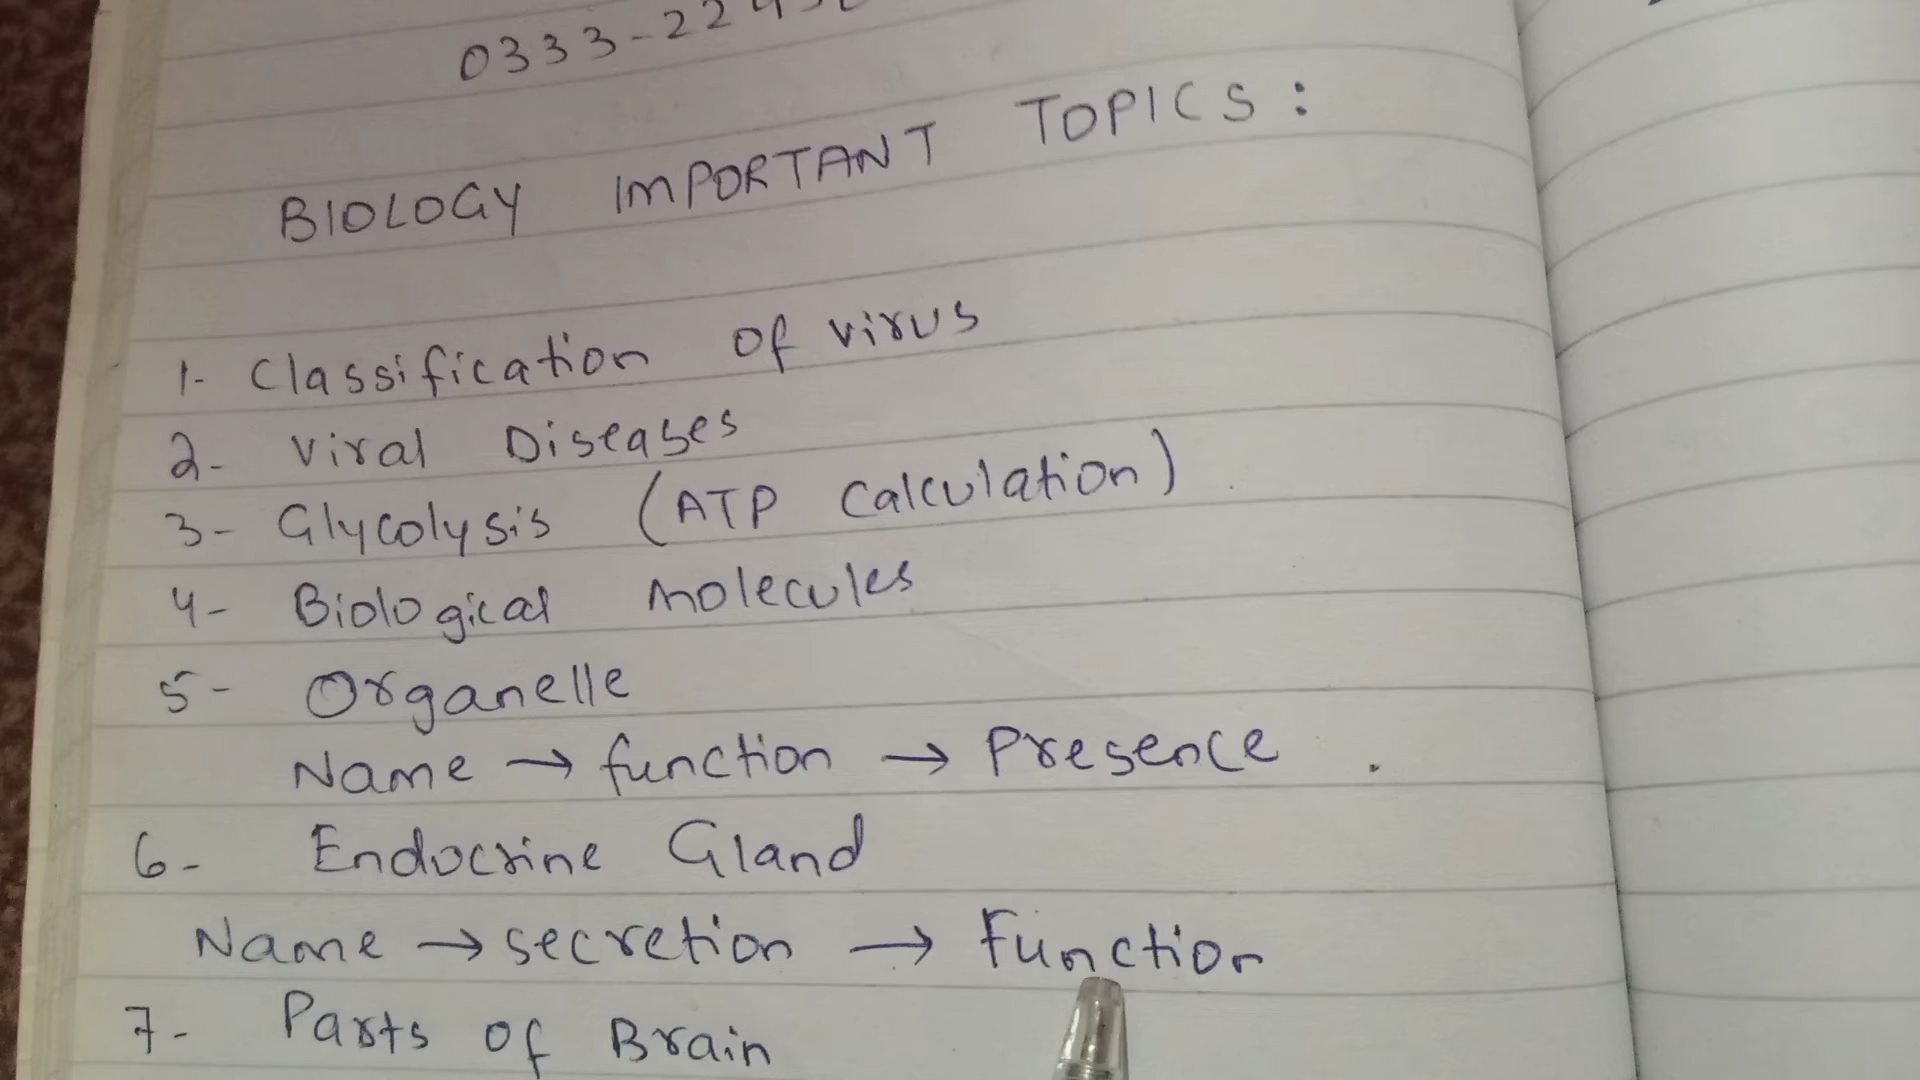 0333-22
BIOLOGY IMPORTANT TOPICS:
1- Classification of virus
2- Viral Diseases
3- Glycolysis (ATP Calculation)
4- Biological molecules
5- Organelle
Name → function → Presence .
6- Endocrine Gland
Name → secretion → Function
7- Parts of Brain